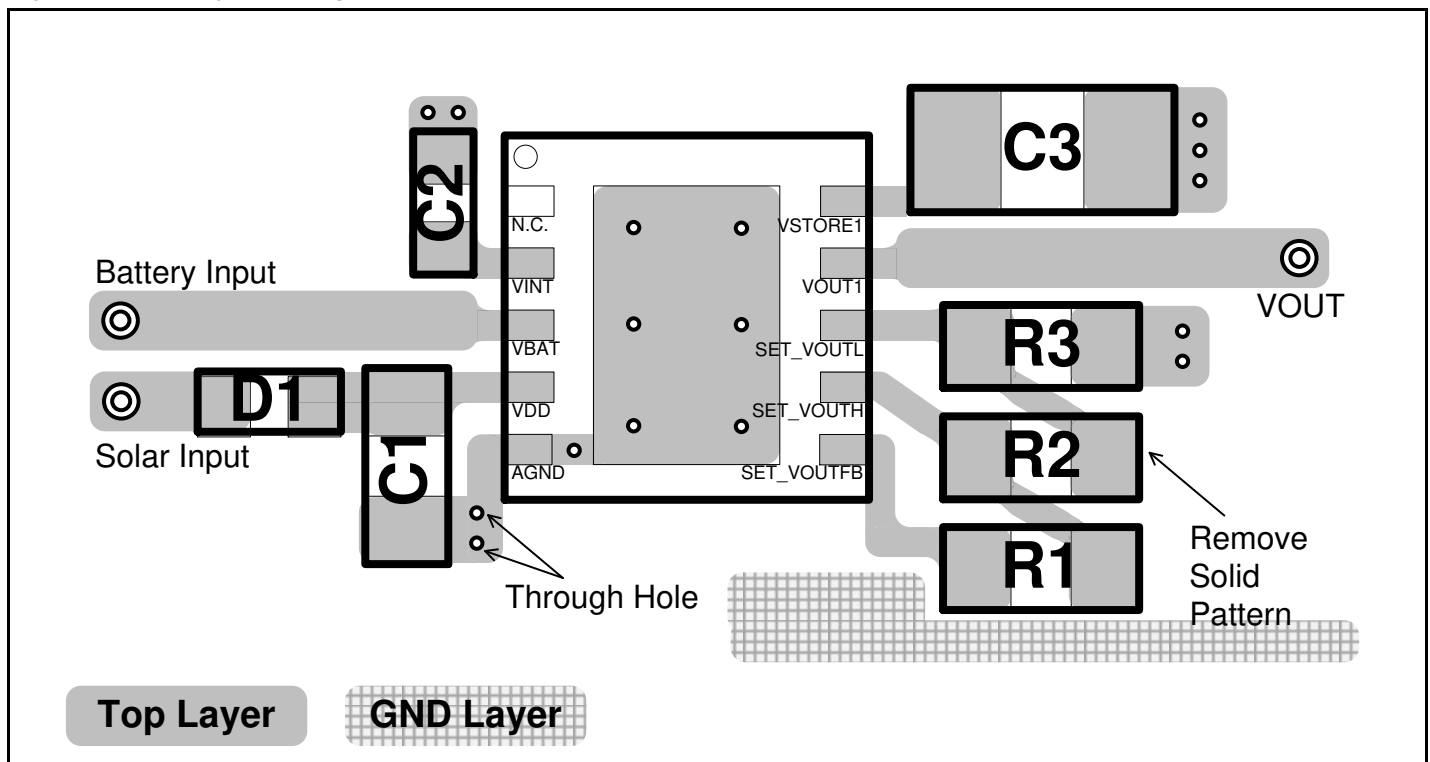 C2
C3
N.C.
VSTORE1
VINT
VOUT1
Battery Input
VOUT
VBAT
SET_VOUTL
R3
D1
VDD
SET_VOUTH
Solar Input
C1
AGND
SET_VOUTFB
R2
R1
Remove
Solid
Pattern
Through Hole
Top Layer
GND Layer